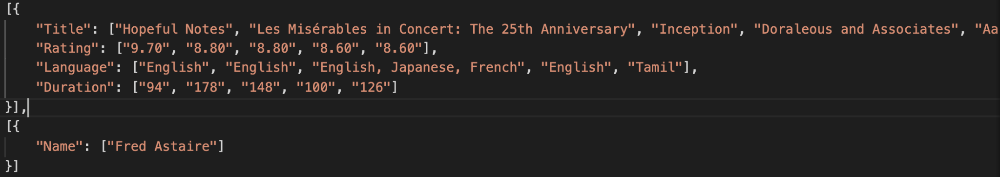 [{
"Title": ["Hopeful Notes", "Les Misérables in Concert: The 25th Anniversary", "Inception", "Doraleous and Associates", "Aa
"Rating": ["9.70", "8.80", "8.80", "8.60", "8.60"],
"Language": ["English", "English", "English, Japanese, French", "English", "Tamil"],
"Duration": ["94", "178", "148", "100", "126"]
}],
[{
"Name": ["Fred Astaire"]
}]